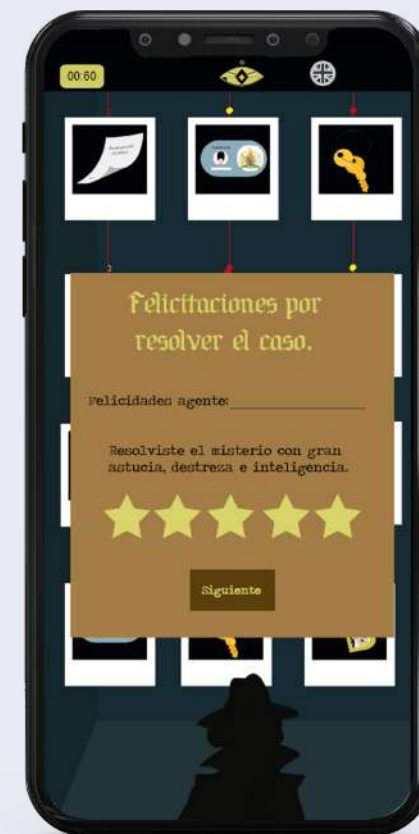 00:60
Felicitaciones por
resolver el caso.
Felicidades agente:
Resolviste el misterio con gran
astucia, destreza e inteligencia.
Siguiente